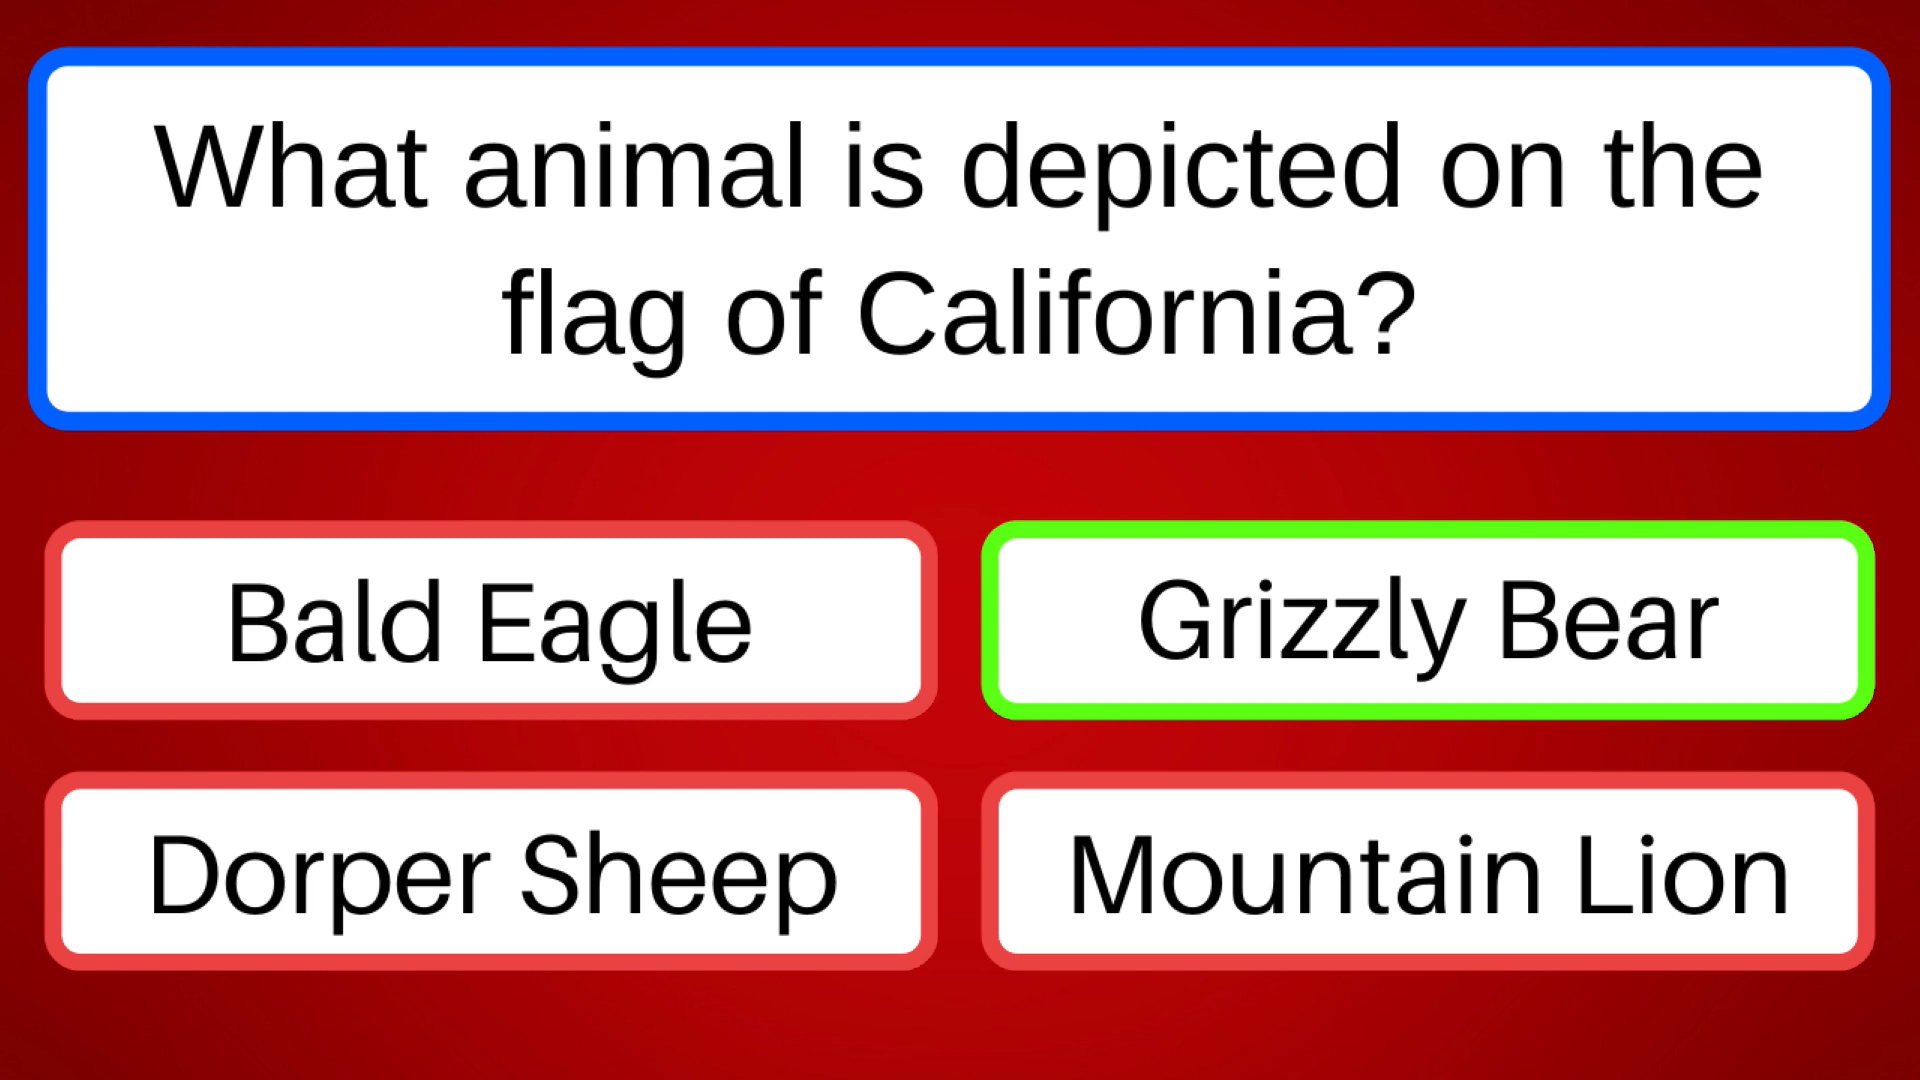 What animal is depicted on the
flag of California?
Bald Eagle
Grizzly Bear
Dorper Sheep
Mountain Lion